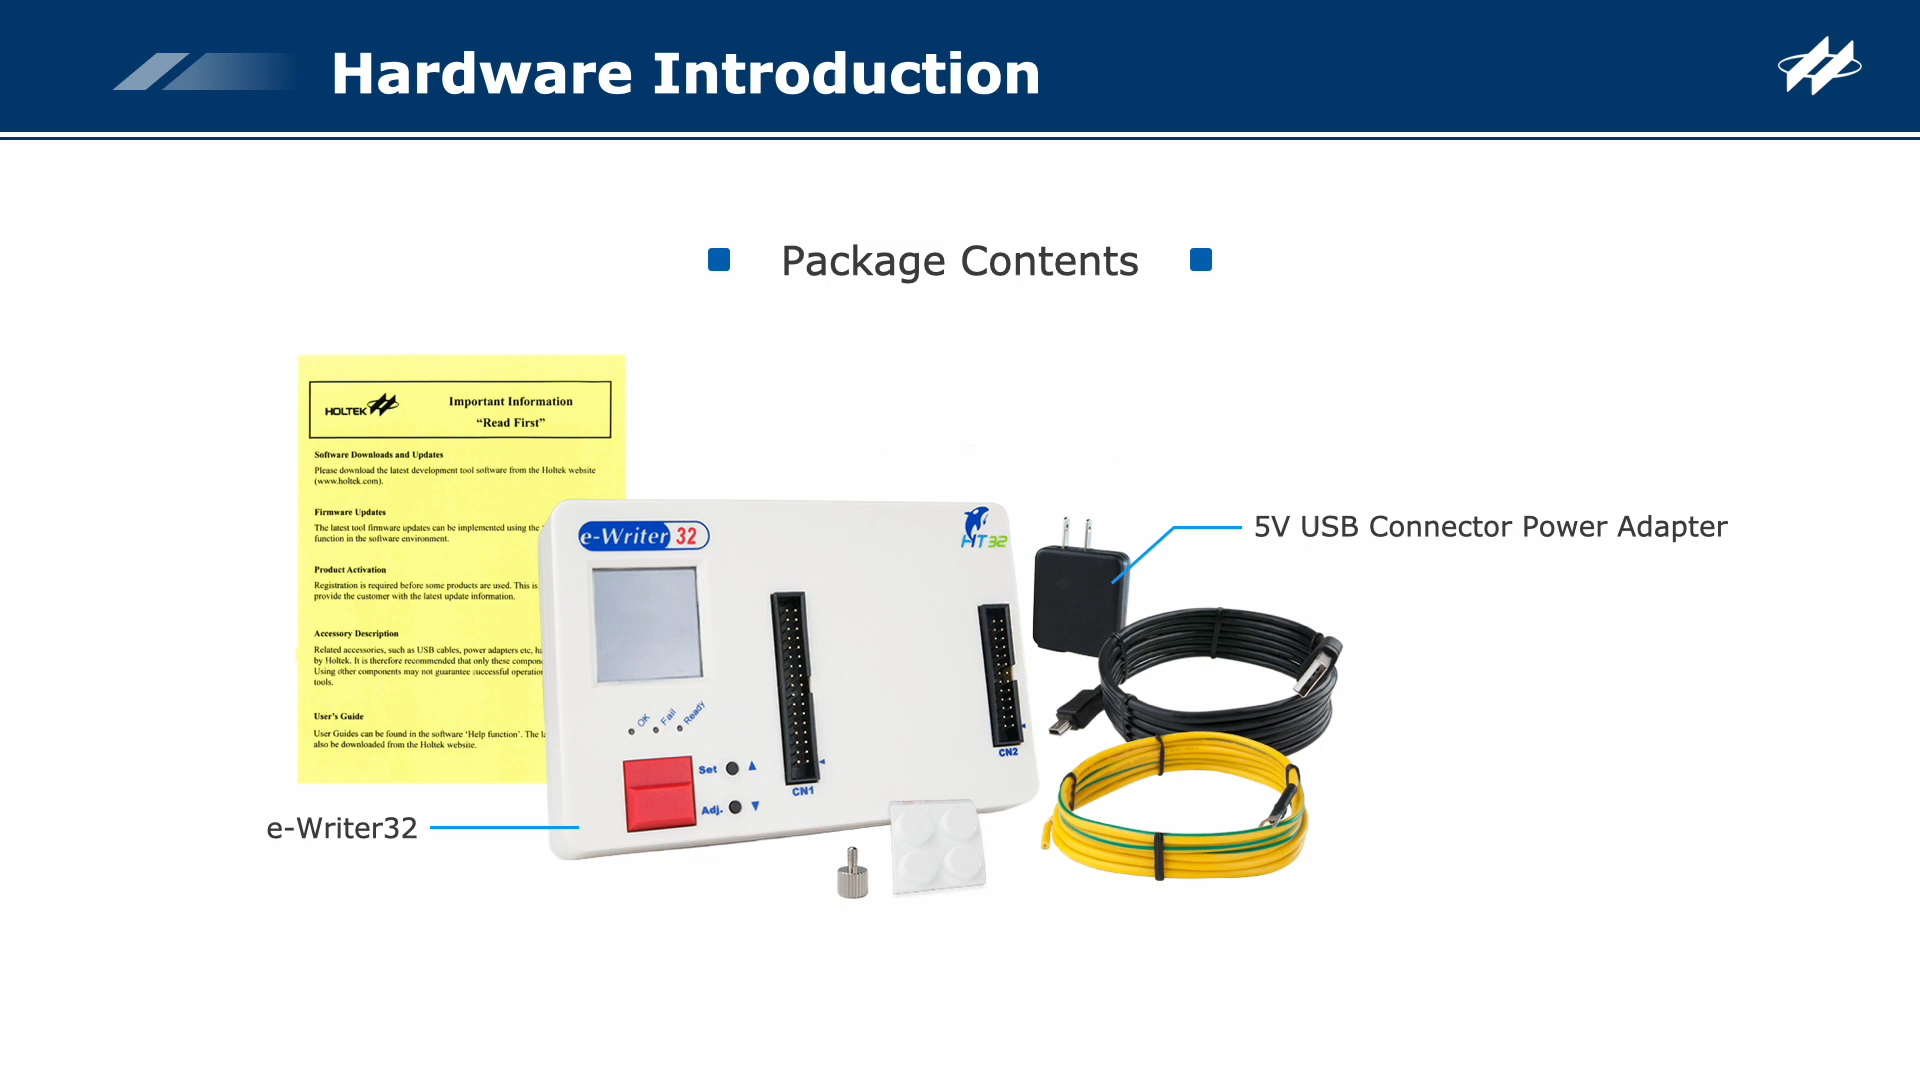 Hardware Introduction
Package Contents
HOLTEK
Important Information
“Read First”
Software Downloads and Updates
Please download the latest development tool software from the Holtek website
(www.holtek.com).
Firmware Updates
The latest tool firmware updates can be implemented using the
function in the software environment.
Product Activation
Registration is required before some products are used. This is
provide the customer with the latest update information.
Accessory Description
Related accessories, such as USB cables, power adapters etc,
by Holtek. It is therefore recommended that only these
Using other components may not guarantee successful
tools.
User’s Guide
User Guides can be found in the software ‘Help function’. The
also be downloaded from the Holtek website.
e-Writer 32
HT32
OK
Fail
Ready
Set
Adj.
CN1
CN2
5V USB Connector Power Adapter
e-Writer32